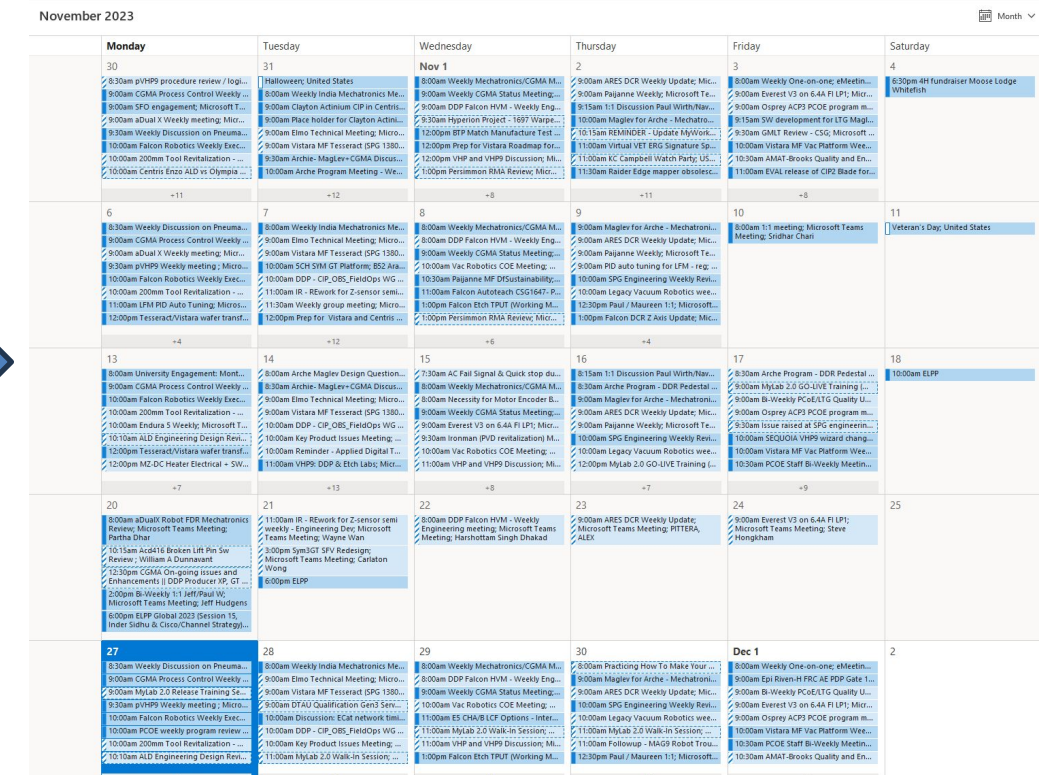 November 2023
Month
Monday Tuesday Wednesday Thursday Friday Saturday
30
8:30am pVHP9 procedure review / logi...
9:00am CGMA Process Control Weekly ...
9:00am SFO engagement; Microsoft T...
9:00am aDual X Weekly meeting; Micr...
9:30am Weekly Discussion on Pneuma...
10:00am Falcon Robotics Weekly Exec...
10:00am 200mm Tool Revitalization - ...
10:00am Centris Enzo ALD vs Olympia ...
+11
31
Halloween; United States
8:00am Weekly India Mechatronics Me...
9:00am Clayton Actinium CIP in Centris...
9:00am Place holder for Clayton Actini...
9:00am Elmo Technical Meeting; Micro...
9:00am Vistara MF Tesseract (SPG 1380...
9:30am Archie- MagLev+CGMA Discus...
10:00am Arche Program Meeting - We...
+12
Nov 1
8:00am Weekly Mechatronics/CGMA M...
9:00am Weekly CGMA Status Meeting;...
9:00am DDP Falcon HVM - Weekly Eng...
9:30am Hyperion Project - 1697 Warpe...
12:00pm BTP Match Manufacture Test ...
12:00pm Prep for Vistara Roadmap for...
12:00pm VHP and VHP9 Discussion; Mi...
1:00pm Persimmon RMA Review; Micr...
+8
2
9:00am ARES DCR Weekly Update; Mic...
9:00am Paijanne Weekly; Microsoft Te...
9:15am 1:1 Discussion Paul Wirth/Nav...
10:00am Maglev for Arche - Mechatro...
10:15am REMINDER - Update MyWork...
11:00am Virtual VET ERG Signature Sp...
11:00am KC Campbell Watch Party; US...
11:30am Raider Edge mapper obsolesc...
+11
3
8:00am Weekly One-on-one; eMeetin...
9:00am Everest V3 on 6.4A FI LP1; Micr...
9:00am Osprey ACP3 PCOE program m...
9:15am SW development for LTG Magl...
9:30am GMLT Review - CSG; Microsoft ...
10:00am Vistara MF Vac Platform Wee...
10:30am AMAT-Brooks Quality and En...
11:00am EVAL release of CIP2 Blade for...
+8
4
6:30pm 4H fundraiser Moose Lodge
Whitefish
6
8:30am Weekly Discussion on Pneuma...
9:00am CGMA Process Control Weekly ...
9:00am aDual X Weekly meeting; Micr...
9:30am pVHP9 Weekly meeting ; Micro...
10:00am Falcon Robotics Weekly Exec...
10:00am 200mm Tool Revitalization - ...
11:00am LFM PID Auto Tuning; Micros...
12:00pm Tesseract/Vistara wafer transf...
+4
7
8:00am Weekly India Mechatronics Me...
9:00am Elmo Technical Meeting; Micro...
9:00am Vistara MF Tesseract (SPG 1380...
10:00am SCH SYM GT Platform; B52 Ara...
10:00am DDP - CIP_OBS_FieldOps WG ...
11:00am IR - REwork for Z-sensor semi...
11:30am Weekly group meeting; Micro...
12:00pm Prep for Vistara and Centris ...
+12
8
8:00am Weekly Mechatronics/CGMA M...
8:00am DDP Falcon HVM - Weekly Eng...
9:00am Weekly CGMA Status Meeting;...
10:00am Vac Robotics COE Meeting; ...
10:30am Paijanne MF DfSustainability;...
11:00am Falcon Autoteach CSG1647- P...
1:00pm Falcon Etch TPUT (Working M...
1:00pm Persimmon RMA Review; Micr...
+6
9
9:00am Maglev for Arche - Mechatroni...
9:00am ARES DCR Weekly Update; Mic...
9:00am Paijanne Weekly; Microsoft Te...
9:00am PID auto tuning for LFM - reg; ...
10:00am SPG Engineering Weekly Revi...
10:00am Legacy Vacuum Robotics wee...
12:30pm Paul / Maureen 1:1; Microsoft...
1:00pm Falcon DCR Z Axis Update; Mic...
+4
10
8:00am 1:1 meeting; Microsoft Teams
Meeting; Sridhar Chari
11
Veteran's Day; United States
13
8:00am University Engagement: Mont...
9:00am CGMA Process Control Weekly ...
10:00am Falcon Robotics Weekly Exec...
10:00am 200mm Tool Revitalization - ...
10:00am Endura 5 Weekly; Microsoft T...
10:10am ALD Engineering Design Revi...
12:00pm Tesseract/Vistara wafer transf...
12:00pm MZ-DC Heater Electrical + SW...
+7
14
8:00am Arche Maglev Design Question...
8:30am Archie- MagLev+CGMA Discus...
9:00am Elmo Technical Meeting; Micro...
9:00am Vistara MF Tesseract (SPG 1380...
10:00am DDP - CIP_OBS_FieldOps WG ...
10:00am Key Product Issues Meeting; ...
10:00am Reminder - Applied Digital T...
11:00am VHP9: DDP & Etch Labs; Micr...
+13
15
7:30am AC Fail Signal & Quick stop du...
8:00am Weekly Mechatronics/CGMA M...
8:00am Necessity for Motor Encoder B...
9:00am Weekly CGMA Status Meeting;...
9:00am Everest V3 on 6.4A FI LP1; Micr...
9:30am Ironman (PVD revitalization) M...
10:00am Vac Robotics COE Meeting; ...
11:00am VHP and VHP9 Discussion; Mi...
+8
16
8:15am 1:1 Discussion Paul Wirth/Nav...
8:30am Arche Program - DDR Pedestal ...
9:00am Maglev for Arche - Mechatroni...
9:00am ARES DCR Weekly Update; Mic...
9:00am Paijanne Weekly; Microsoft Te...
10:00am SPG Engineering Weekly Revi...
10:00am Legacy Vacuum Robotics wee...
12:00pm MyLab 2.0 GO-LIVE Training (...
+7
17
8:30am Arche Program - DDR Pedestal ...
9:00am MyLab 2.0 GO-LIVE Training (...
9:00am Bi-Weekly PCoE/LTG Quality U...
9:00am Osprey ACP3 PCOE program m...
9:30am Issue raised at SPG engineerin...
10:00am SEQUOIA VHP9 wizard chang...
10:00am Vistara MF Vac Platform Wee...
10:30am PCOE Staff Bi-Weekly Meetin...
+9
18
10:00am ELPP
20
8:00am aDualX Robot FDR Mechatronics
Review; Microsoft Teams Meeting;
Partha Dhar
10:15am Acd416 Broken Lift Pin Sw
Review ; William A Dunnavant
12:30pm CGMA On-going issues and
Enhancements || DDP Producer XP, GT ...
2:00pm Bi-Weekly 1:1 Jeff/Paul W;
Microsoft Teams Meeting; Jeff Hudgens
6:00pm ELPP Global 2023 (Session 15,
Inder Sidhu & Cisco/Channel Strategy)...
21
11:00am IR - REwork for Z-sensor semi
weekly - Engineering Dev; Microsoft
Teams Meeting; Wayne Wan
3:00pm Sym3GT SFV Redesign;
Microsoft Teams Meeting; Carlaton
Wong
6:00pm ELPP
22
8:00am DDP Falcon HVM - Weekly
Engineering meeting; Microsoft Teams
Meeting; Harshottam Singh Dhakad
23
9:00am ARES DCR Weekly Update;
Microsoft Teams Meeting; PITTERA,
ALEX
24
9:00am Everest V3 on 6.4A FI LP1;
Microsoft Teams Meeting; Steve
Hongkham
25
27
8:30am Weekly Discussion on Pneuma...
9:00am CGMA Process Control Weekly ...
9:00am MyLab 2.0 Release Training Se...
9:30am pVHP9 Weekly meeting ; Micro...
10:00am Falcon Robotics Weekly Exec...
10:00am PCOE weekly program review ...
10:00am 200mm Tool Revitalization - ...
10:10am ALD Engineering Design Revi...
28
8:00am Weekly India Mechatronics Me...
9:00am Elmo Technical Meeting; Micro...
9:00am Vistara MF Tesseract (SPG 1380...
9:00am DTAU Qualification Gen3 Serv...
10:00am Discussion: ECat network timi...
10:00am DDP - CIP_OBS_FieldOps WG ...
10:00am Key Product Issues Meeting; ...
11:00am MyLab 2.0 Walk-In Session; ...
29
8:00am Weekly Mechatronics/CGMA M...
8:00am DDP Falcon HVM - Weekly Eng...
9:00am Weekly CGMA Status Meeting;...
10:00am Vac Robotics COE Meeting; ...
11:00am E5 CHA/B LCF Options - Inter...
11:00am MyLab 2.0 Walk-In Session; ...
11:00am VHP and VHP9 Discussion; Mi...
1:00pm Falcon Etch TPUT (Working M...
30
8:00am Practicing How To Make Your ...
9:00am Maglev for Arche - Mechatroni...
9:00am ARES DCR Weekly Update; Mic...
10:00am SPG Engineering Weekly Revi...
10:00am Legacy Vacuum Robotics wee...
11:00am MyLab 2.0 Walk-In Session; ...
11:00am Followup - MAG9 Robot Trou...
12:30pm Paul / Maureen 1:1; Microsoft...
Dec 1
8:00am Weekly One-on-one; eMeetin...
9:00am Epi Riven-H FRC AE PDP Gate 1...
9:00am Bi-Weekly PCoE/LTG Quality U...
9:00am Everest V3 on 6.4A FI LP1; Micr...
9:00am Osprey ACP3 PCOE program m...
10:00am Vistara MF Vac Platform Wee...
10:30am PCOE Staff Bi-Weekly Meetin...
10:30am AMAT-Brooks Quality and En...
2